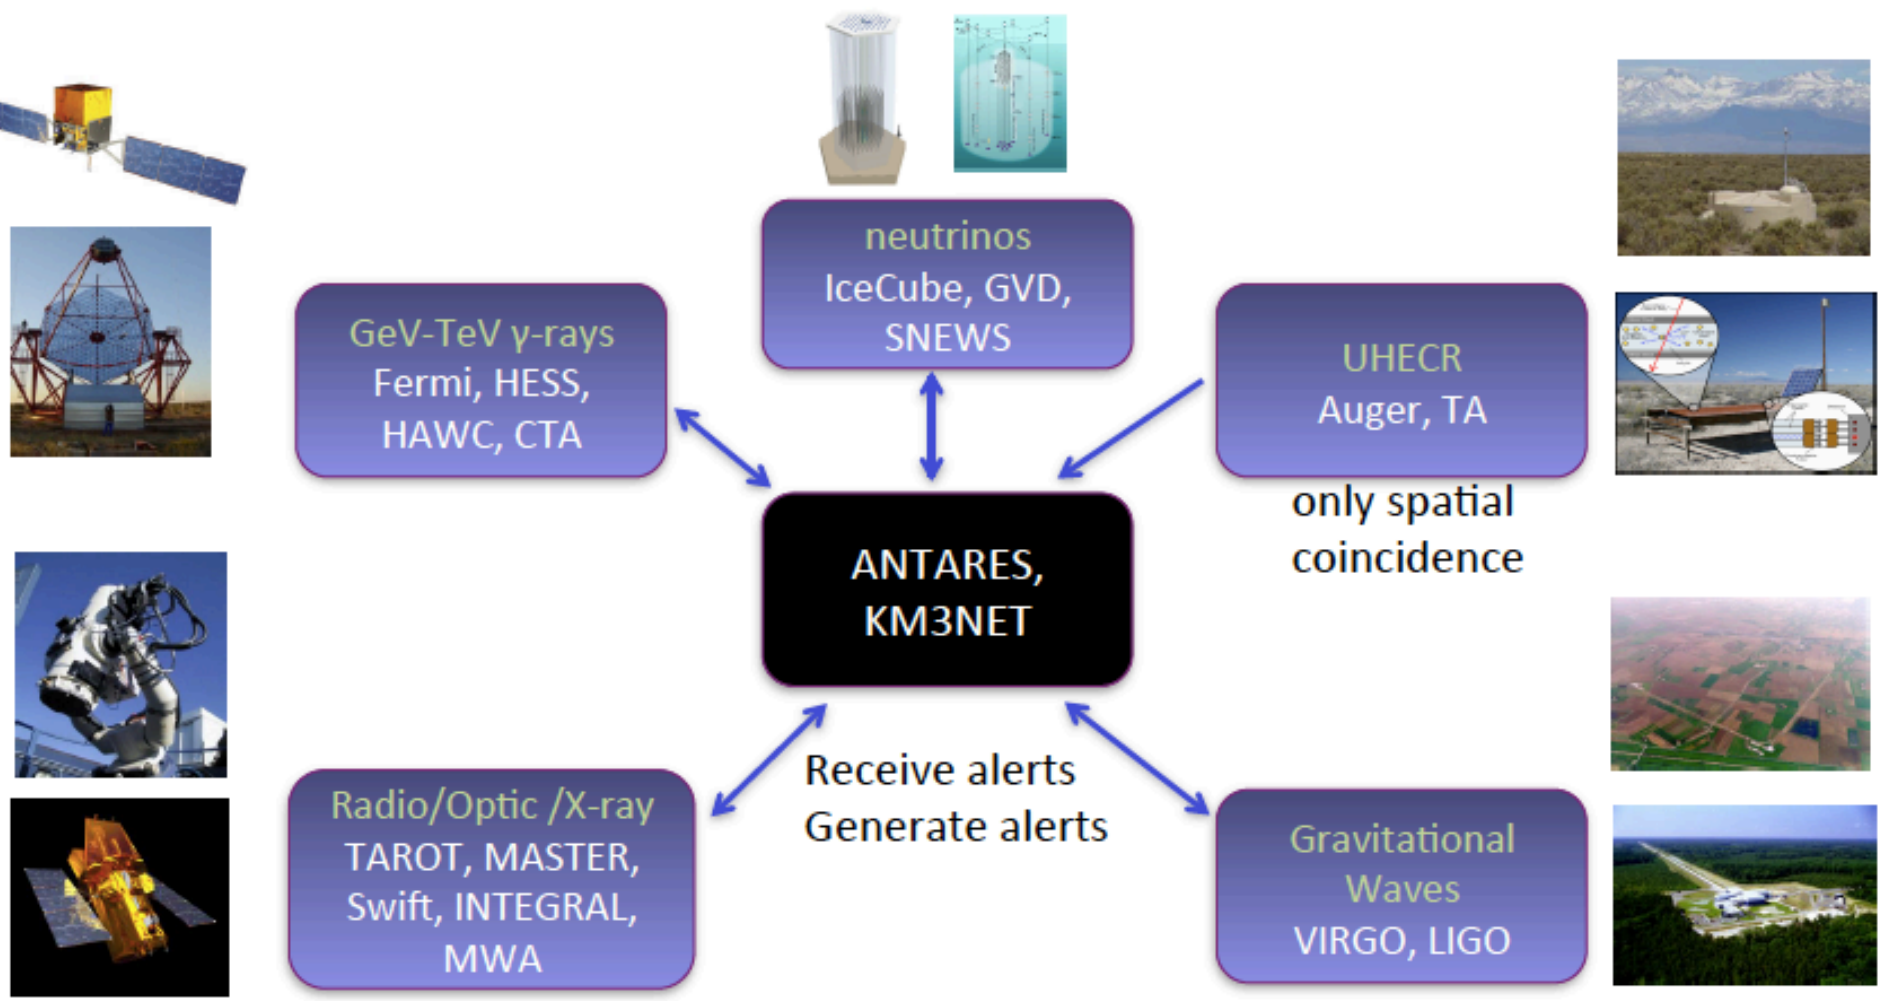 neutrinos
IceCube, GVD,
SNEWS
GeV-TeV γ-rays
Fermi, HESS,
HAWC, CTA
UHECR
Auger, TA
only spatial
coincidence
ANTARES,
KM3NET
Receive alerts
Generate alerts
Radio/Optic /X-ray
TAROT, MASTER,
Swift, INTEGRAL,
MWA
Gravitational
Waves
VIRGO, LIGO